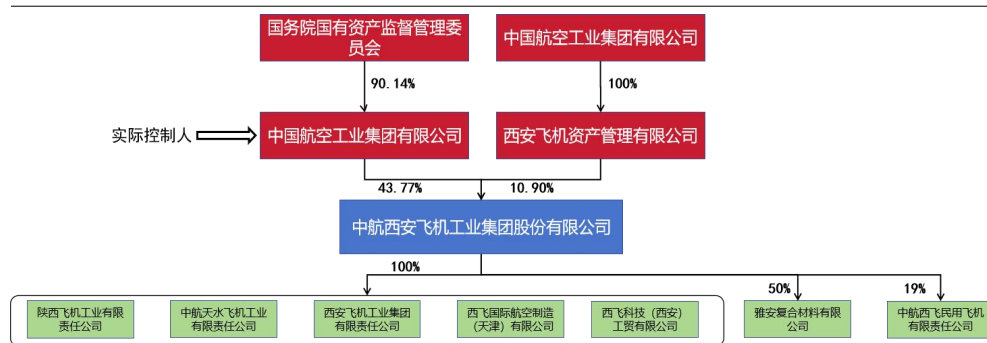 国务院国有资产监督管理委
员会
中国航空工业集团有限公司
90.14%
100%
实际控制人
中国航空工业集团有限公司
西安飞机资产管理有限公司
43.77%
10.90%
中航西安飞机工业集团股份有限公司
100%
50%
19%
陕西飞机工业有限
责任公司
中航天水飞机工业
有限责任公司
西安飞机工业集团
有限责任公司
西飞国际航空制造
(天津)有限公司
西飞科技(西安)
工贸有限公司
雅安复合材料有限
公司
中航西飞民用飞机
有限责任公司